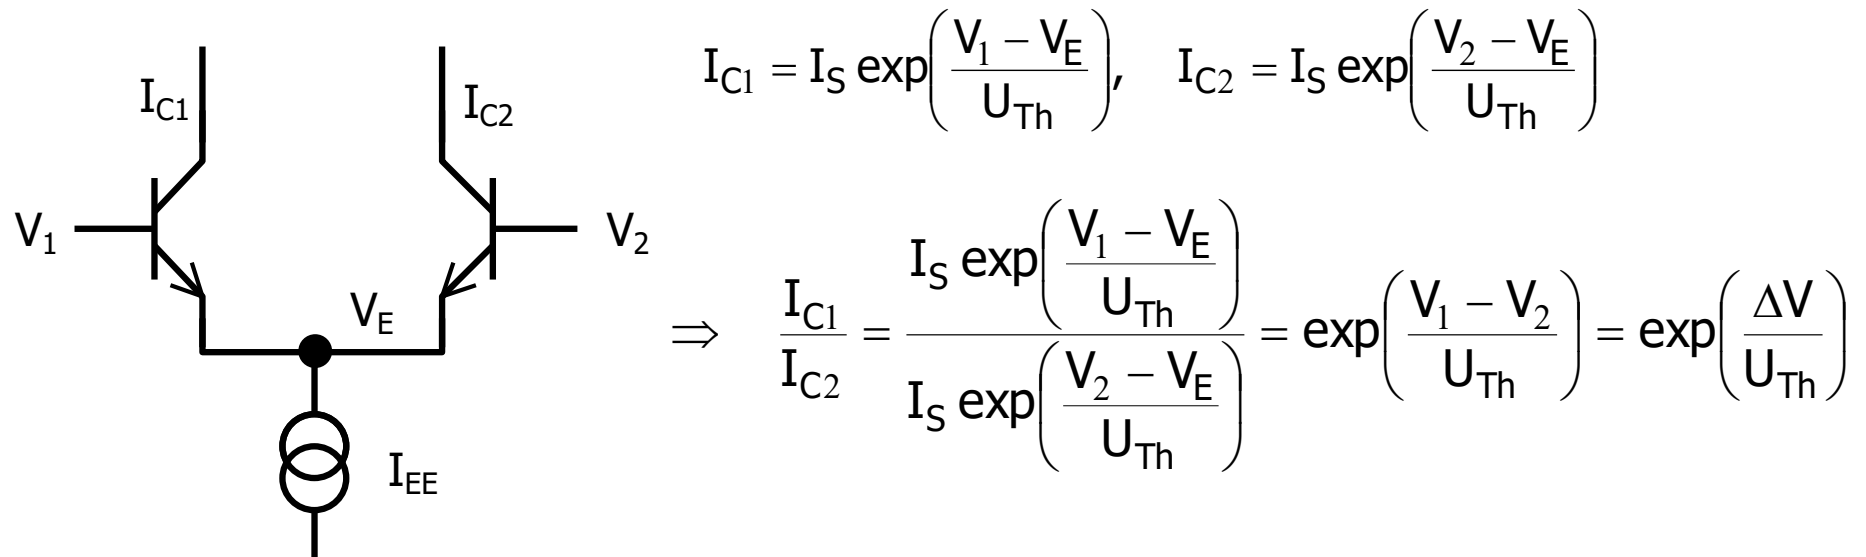 I_C1 = I_S exp((V_1 − V_E)/U_Th), I_C2 = I_S exp((V_2 − V_E)/U_Th)
I_C1
I_C2
V_1
V_2
V_E
I_EE
⇒ I_C1/I_C2 = (I_S exp((V_1 − V_E)/U_Th))/(I_S exp((V_2 − V_E)/U_Th)) = exp((V_1 − V_2)/U_Th) = exp(ΔV/U_Th)